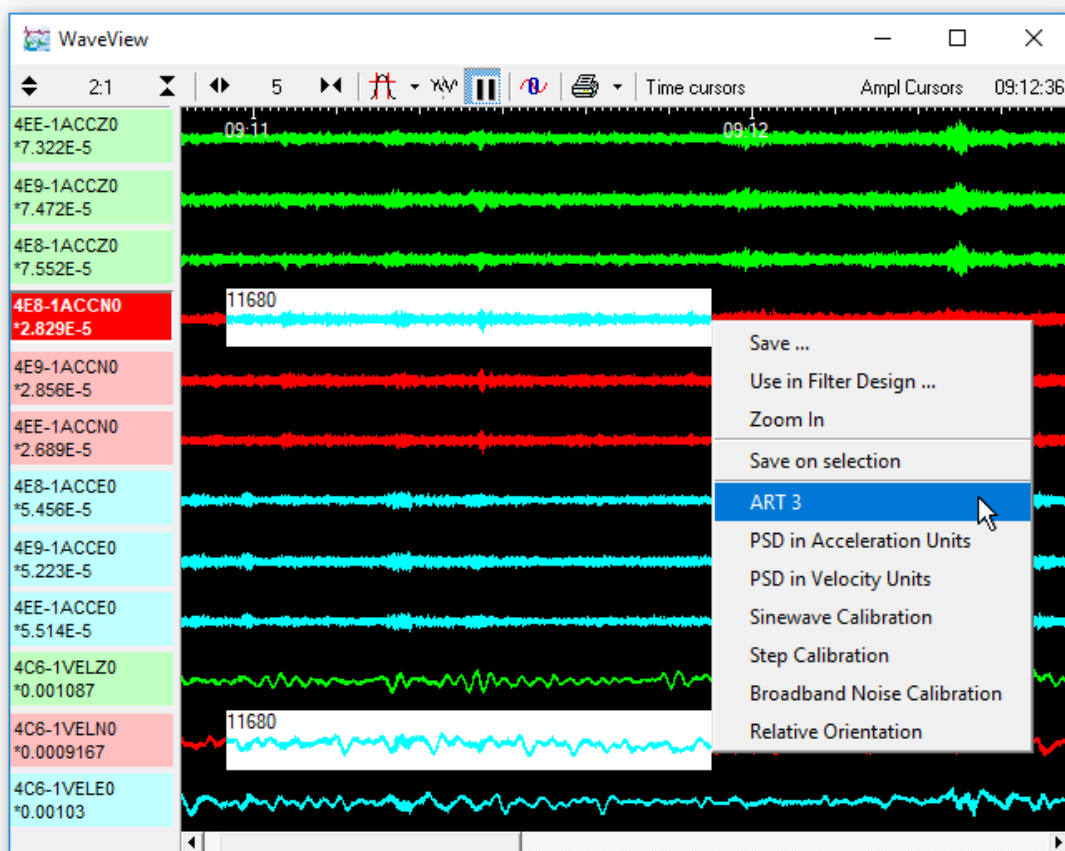 WaveView
2:1 5 Time cursors Ampl Cursors 09:12:36
09:11 09:12
4EE-1ACCZ0
*7.322E-5
4E9-1ACCZ0
*7.472E-5
4E8-1ACCZ0
*7.552E-5
4E8-1ACCN0
*2.829E-5
11680
4E9-1ACCN0
*2.856E-5
4EE-1ACCN0
*2.689E-5
4E8-1ACCE0
*5.456E-5
4E9-1ACCE0
*5.223E-5
4EE-1ACCE0
*5.514E-5
4C6-1VELZ0
*0.001087
4C6-1VELN0
*0.0009167
11680
4C6-1VELE0
*0.00103
Save ...
Use in Filter Design ...
Zoom In
Save on selection
ART 3
PSD in Acceleration Units
PSD in Velocity Units
Sinewave Calibration
Step Calibration
Broadband Noise Calibration
Relative Orientation